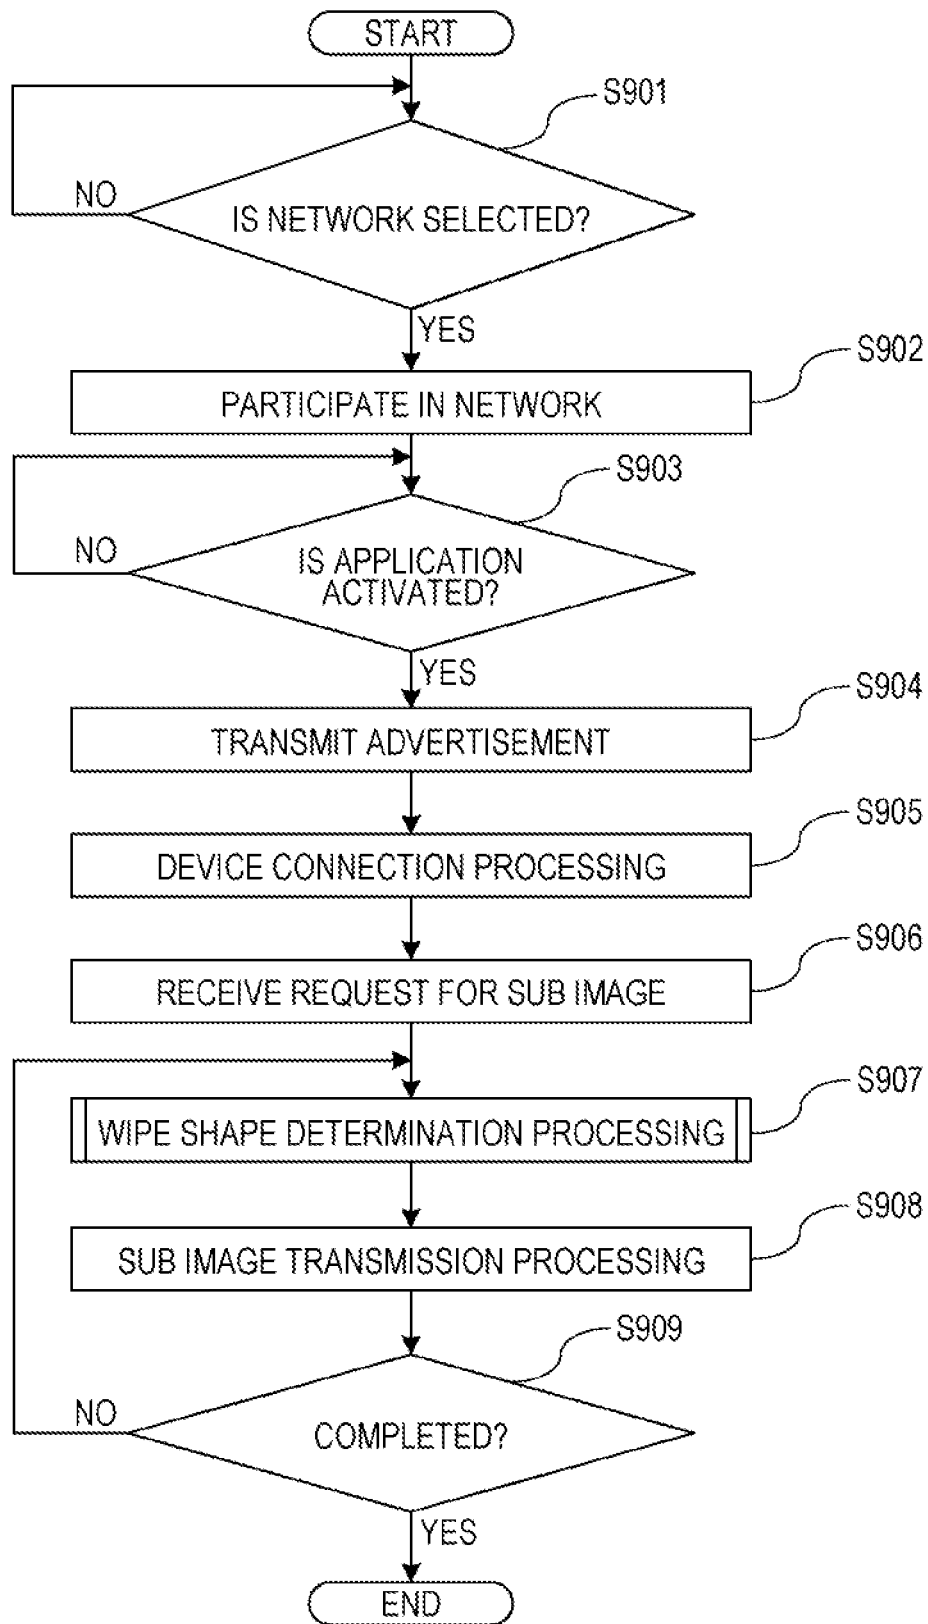 START
S901
NO
IS NETWORK SELECTED?
YES
S902
PARTICIPATE IN NETWORK
S903
NO
IS APPLICATION
ACTIVATED?
YES
S904
TRANSMIT ADVERTISEMENT
S905
DEVICE CONNECTION PROCESSING
S906
RECEIVE REQUEST FOR SUB IMAGE
S907
WIPE SHAPE DETERMINATION PROCESSING
S908
SUB IMAGE TRANSMISSION PROCESSING
S909
NO
COMPLETED?
YES
END